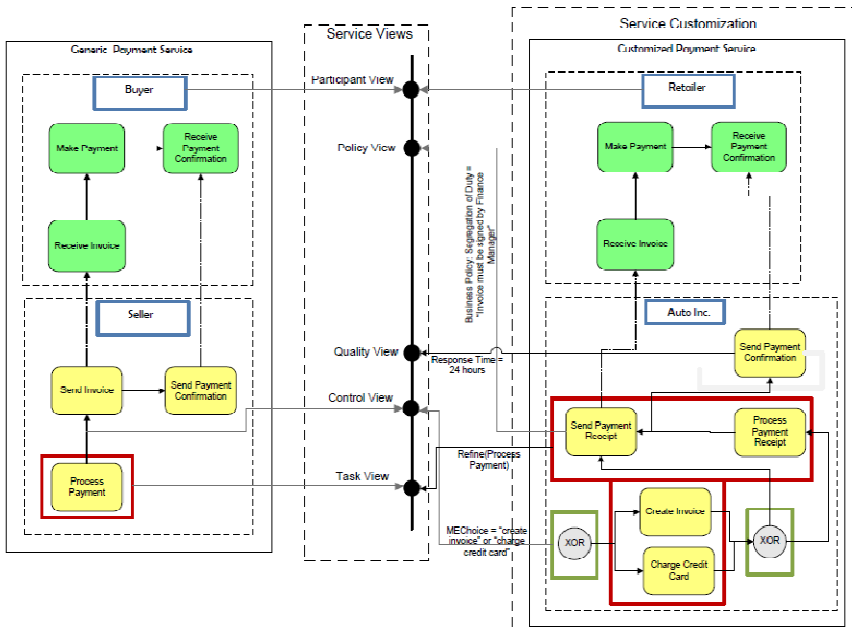 Generic Payment Service
Buyer
Make Payment
Receive
Payment
Confirmation
Receive Invoice
Seller
Send Invoice
Send Payment
Confirmation
Process
Payment
Service Views
Participant View
Policy View
Quality View
Control View
Task View
Business Policy: Segregation of Duty =
"Invoice must be signed by Finance
Manager"
Response Time =
24 hours
Refine(Process
Payment)
MEChoice = "create
invoice" or "charge
credit card"
Service Customization
Customized Payment Service
Retailer
Make Payment
Receive
Payment
Confirmation
Receive Invoice
Auto Inc.
Send Payment
Confirmation
Send Payment
Receipt
Process
Payment
Receipt
XOR
Create Invoice
Charge Credit
Card
XOR